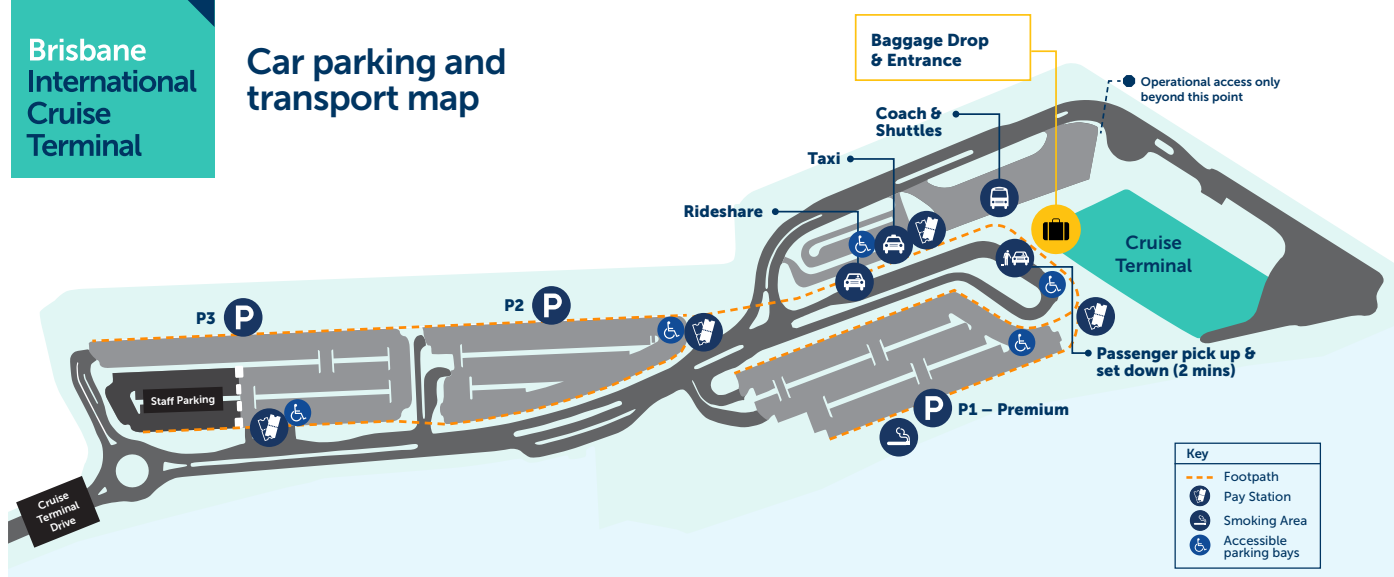 Brisbane
International
Cruise
Terminal
Car parking and
transport map
Baggage Drop
& Entrance
Operational access only
beyond this point
Coach &
Shuttles
Taxi
Rideshare
Cruise
Terminal
P3
P
P2
P
Passenger pick up &
set down (2 mins)
Staff Parking
P
P1 – Premium
Cruise
Terminal
Drive
Key
Footpath
Pay Station
Smoking Area
Accessible
parking bays